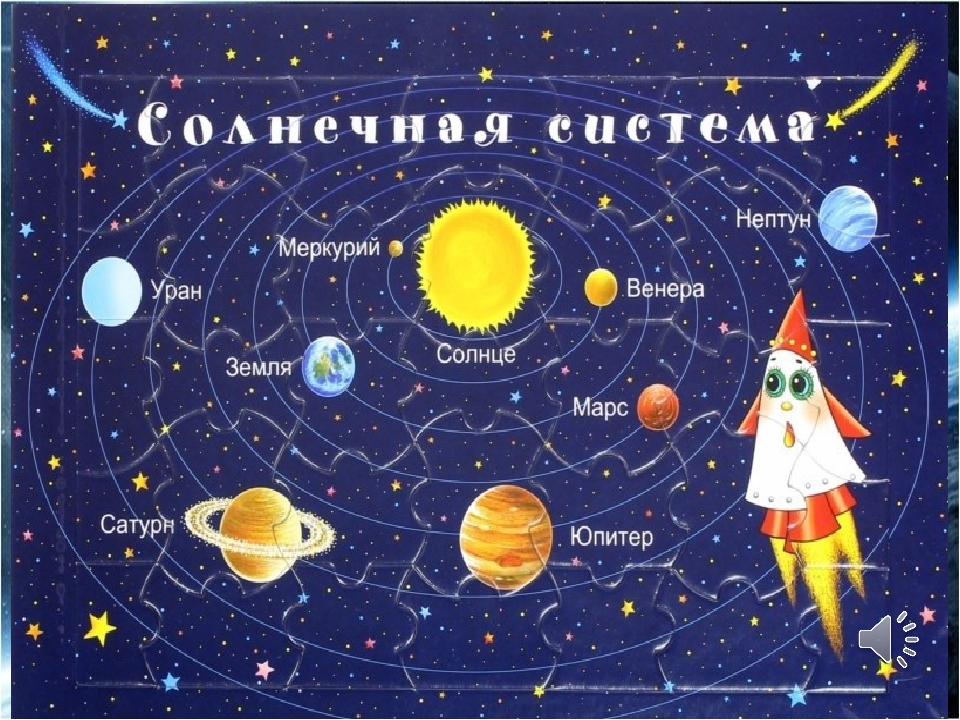 Солнечная система
Нептун
Меркурий
Уран
Венера
Солнце
Земля
Марс
Сатурн
Юпитер